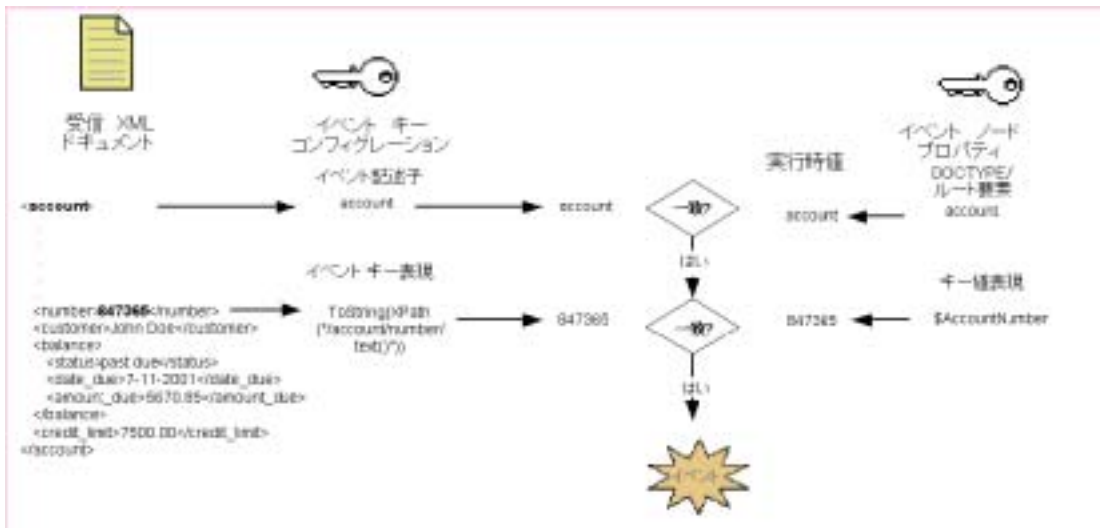 受信 XML
ドキュメント
イベント キー
コンフィグレーション
イベント ノード
プロパティ
実行時値
イベント記述子
DOCTYPE/
ルート要素
<account>
account
account
一致?
account
account
はい
イベント キー表現
キー値表現
<number>847365</number>
ToString(XPath
("/account/number/
text()"))
847365
一致?
847365
$AccountNumber
<customer>John Doe</customer>
<balance>
<status>past due</status>
<date_due>7-11-2001</date_due>
<amount_due>5670.85</amount_due>
</balance>
<credit_limit>7500.00</credit_limit>
</account>
はい
イベント